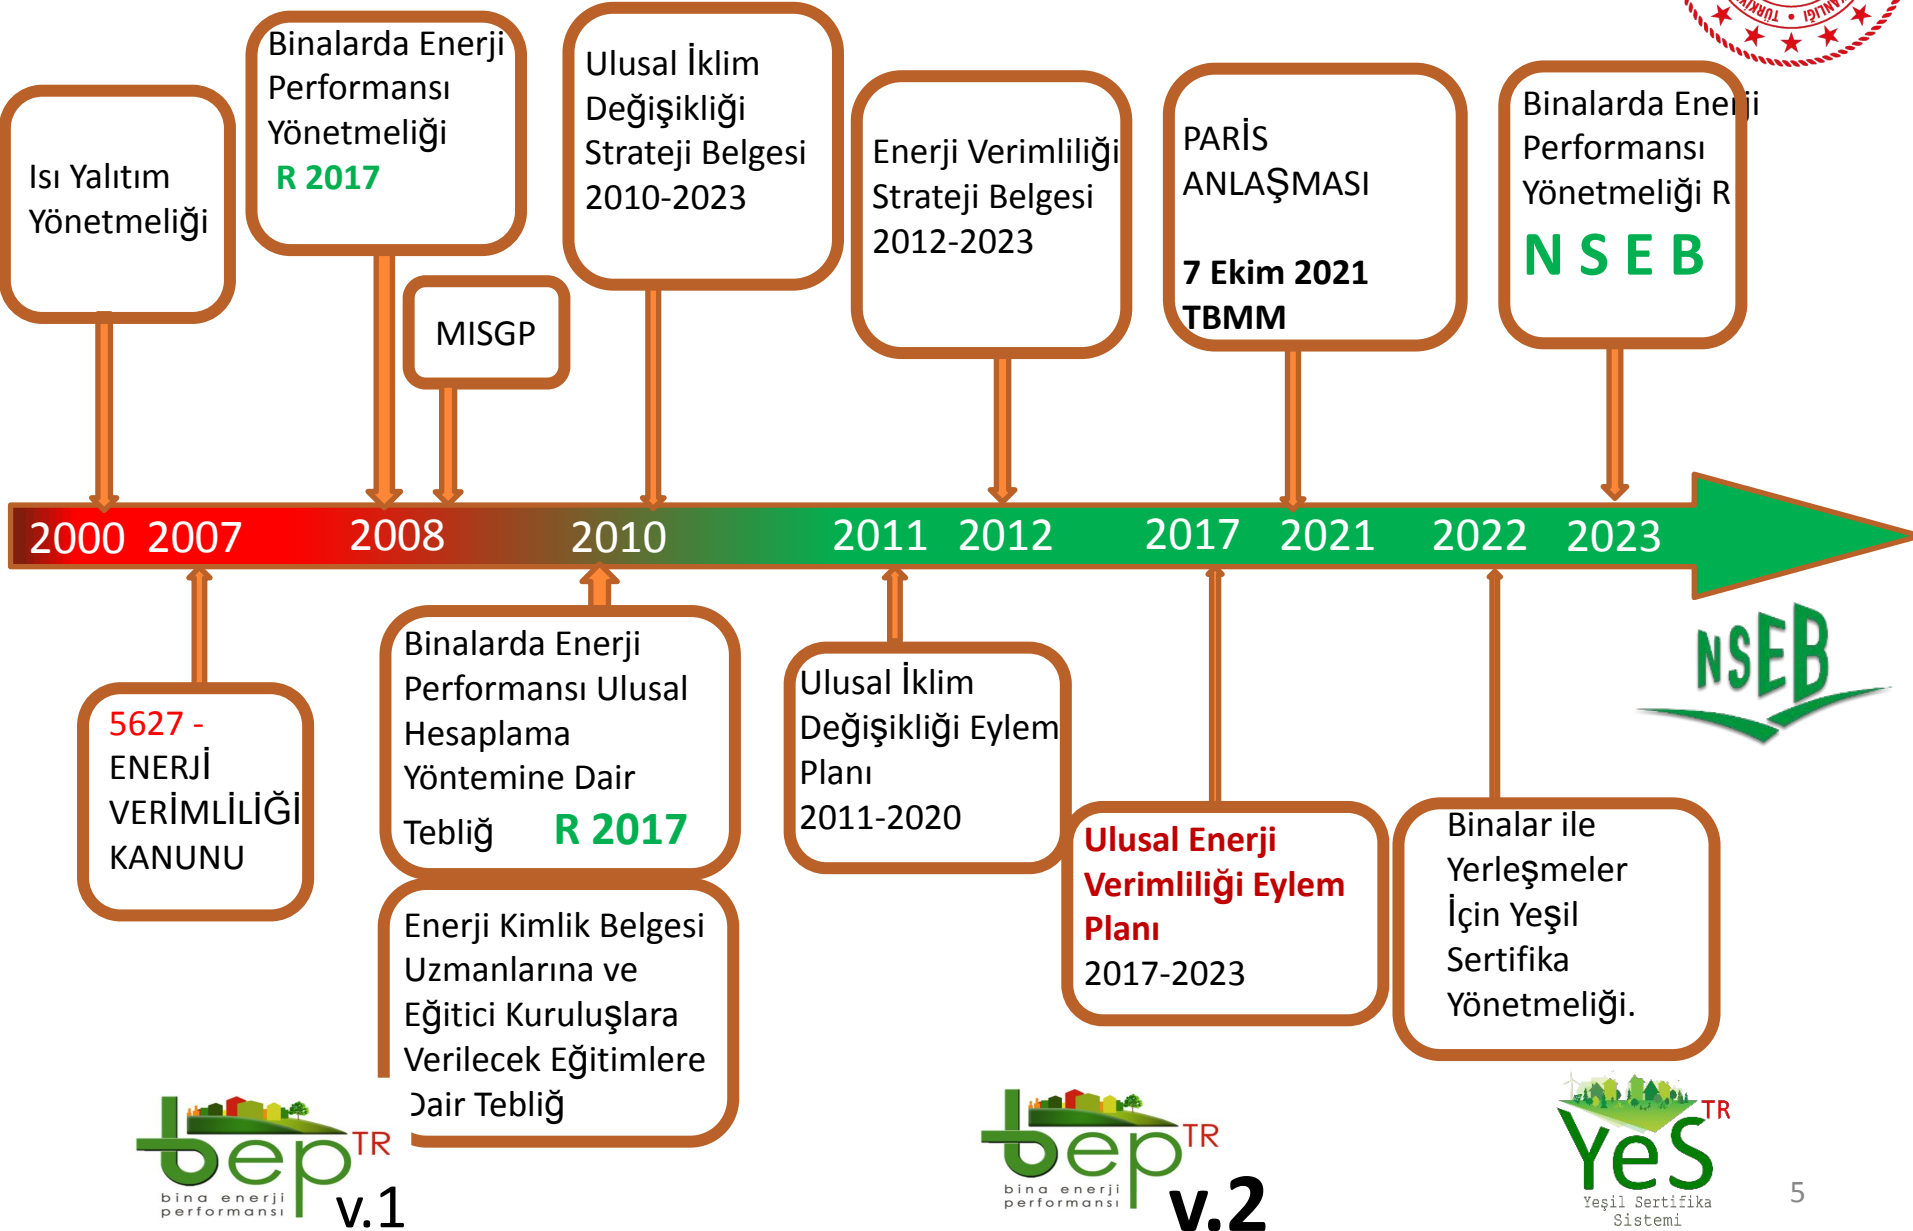 TÜRKİYE
Isı Yalıtım
Yönetmeliği
Binalarda Enerji
Performansı
Yönetmeliği
R 2017
MISGP
Ulusal İklim
Değişikliği
Strateji Belgesi
2010-2023
Enerji Verimliliği
Strateji Belgesi
2012-2023
PARİS
ANLAŞMASI
7 Ekim 2021
TBMM
Binalarda Enerji
Performansı
Yönetmeliği R
N S E B
2000 2007 2008 2010 2011 2012 2017 2021 2022 2023
5627 -
ENERJİ
VERİMLİLİĞİ
KANUNU
Binalarda Enerji
Performansı Ulusal
Hesaplama
Yöntemine Dair
Tebliğ R 2017
Enerji Kimlik Belgesi
Uzmanlarına ve
Eğitici Kuruluşlara
Verilecek Eğitimlere
Dair Tebliğ
Ulusal İklim
Değişikliği Eylem
Planı
2011-2020
Ulusal Enerji
Verimliliği Eylem
Planı
2017-2023
Binalar ile
Yerleşmeler
İçin Yeşil
Sertifika
Yönetmeliği.
NSEB
bep TR
bina enerji
performansı
v.1
bep TR
bina enerji
performansı
v.2
YeS TR
Yeşil Sertifika
Sistemi
5